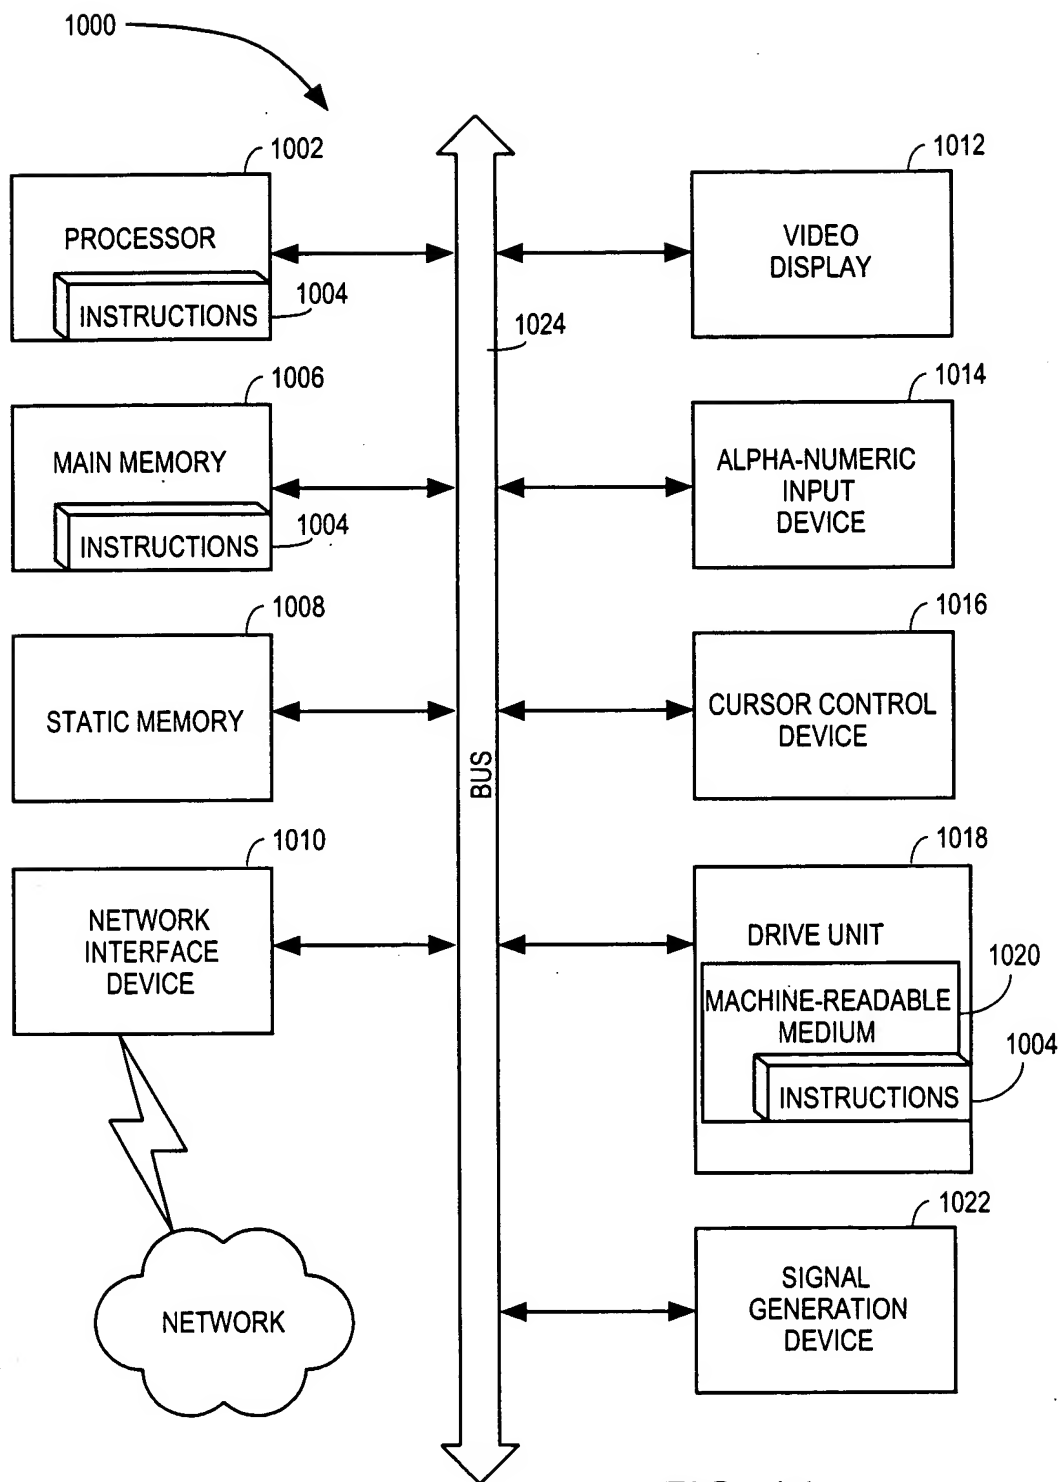 1000
1002
PROCESSOR
INSTRUCTIONS
1004
1006
MAIN MEMORY
INSTRUCTIONS
1004
1008
STATIC MEMORY
1010
NETWORK
INTERFACE
DEVICE
NETWORK
1024
BUS
1012
VIDEO
DISPLAY
1014
ALPHA-NUMERIC
INPUT
DEVICE
1016
CURSOR CONTROL
DEVICE
1018
DRIVE UNIT
1020
MACHINE-READABLE
MEDIUM
1004
INSTRUCTIONS
1022
SIGNAL
GENERATION
DEVICE